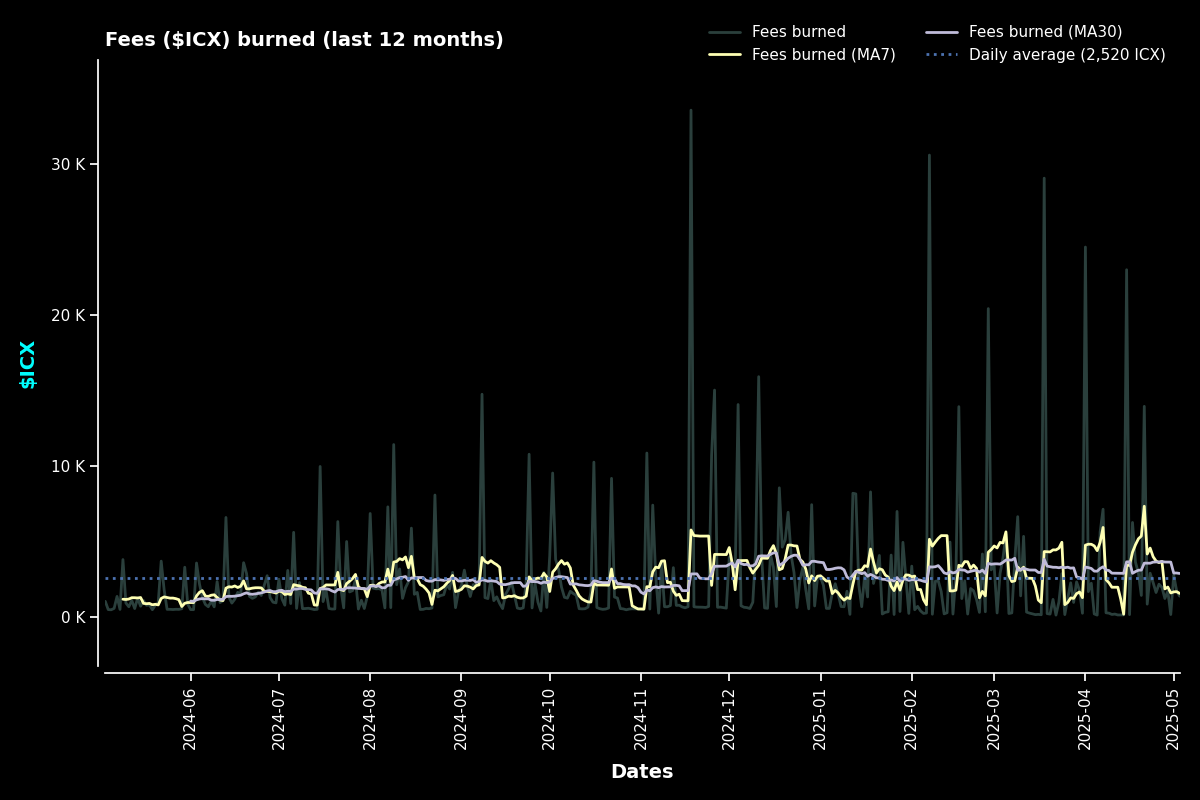 Fees ($ICX) burned (last 12 months)
Fees burned
Fees burned (MA7)
Fees burned (MA30)
Daily average (2,520 ICX)
$ICX
30 K
20 K
10 K
0 K
2024-06
2024-07
2024-08
2024-09
2024-10
2024-11
2024-12
2025-01
2025-02
2025-03
2025-04
2025-05
Dates